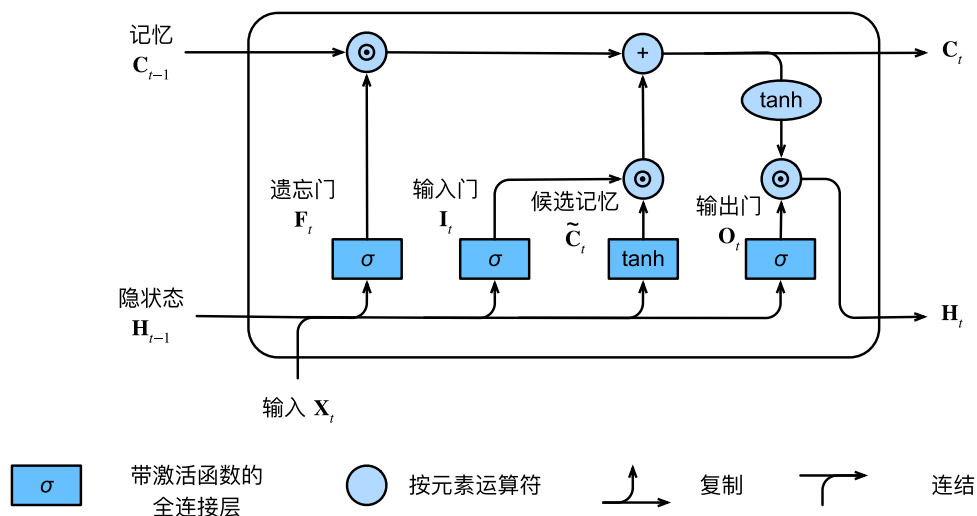 记忆
C_{t-1}
⊙
+
C_t
tanh
遗忘门
F_t
输入门
I_t
⊙
候选记忆
C̃_t
⊙
输出门
O_t
σ
σ
tanh
σ
隐状态
H_{t-1}
H_t
输入 X_t
σ
带激活函数的
全连接层
按元素运算符
复制
连结